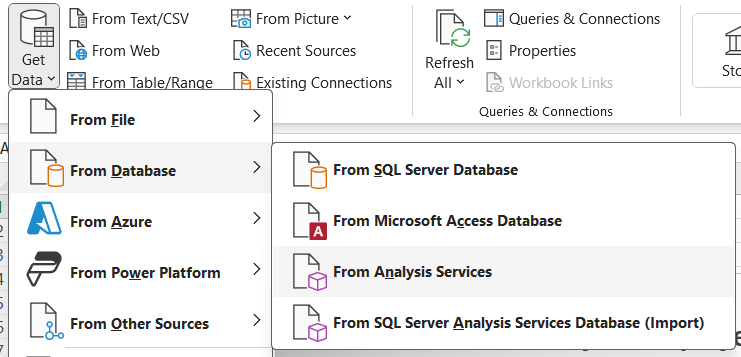 Get
Data
From Text/CSV
From Web
From Table/Range
From Picture
Recent Sources
Existing Connections
Refresh
All
Queries & Connections
Properties
Workbook Links
Queries & Connections
From File
From Database
From Azure
From Power Platform
From Other Sources
From SQL Server Database
From Microsoft Access Database
From Analysis Services
From SQL Server Analysis Services Database (Import)